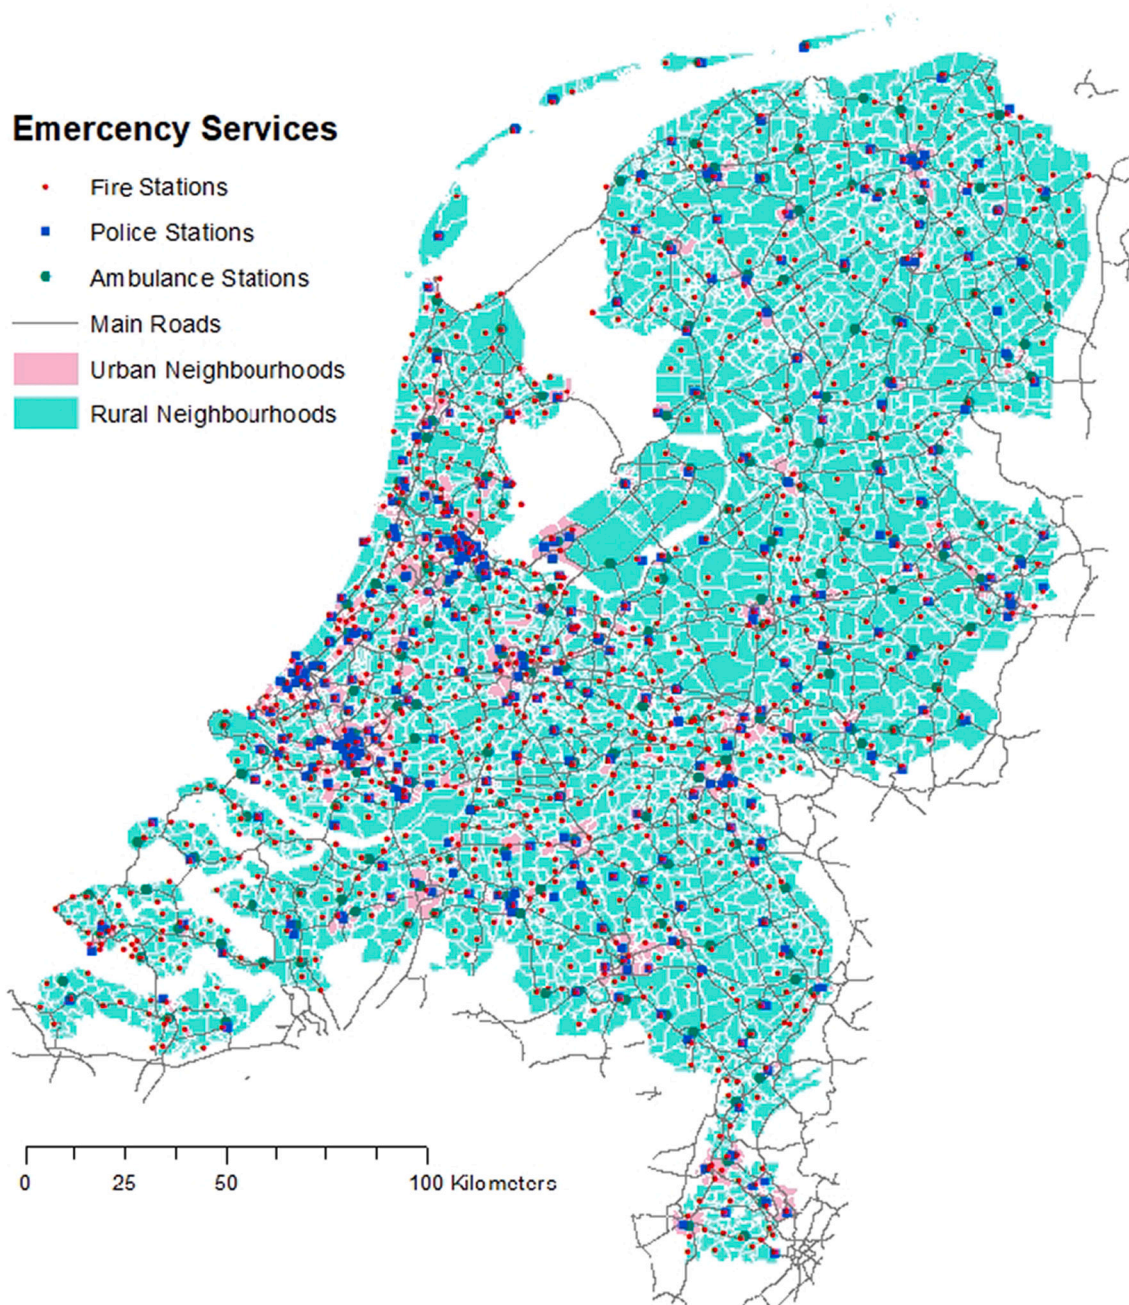 Emercency Services
Fire Stations
Police Stations
Ambulance Stations
Main Roads
Urban Neighbourhoods
Rural Neighbourhoods
0 25 50 100 Kilometers